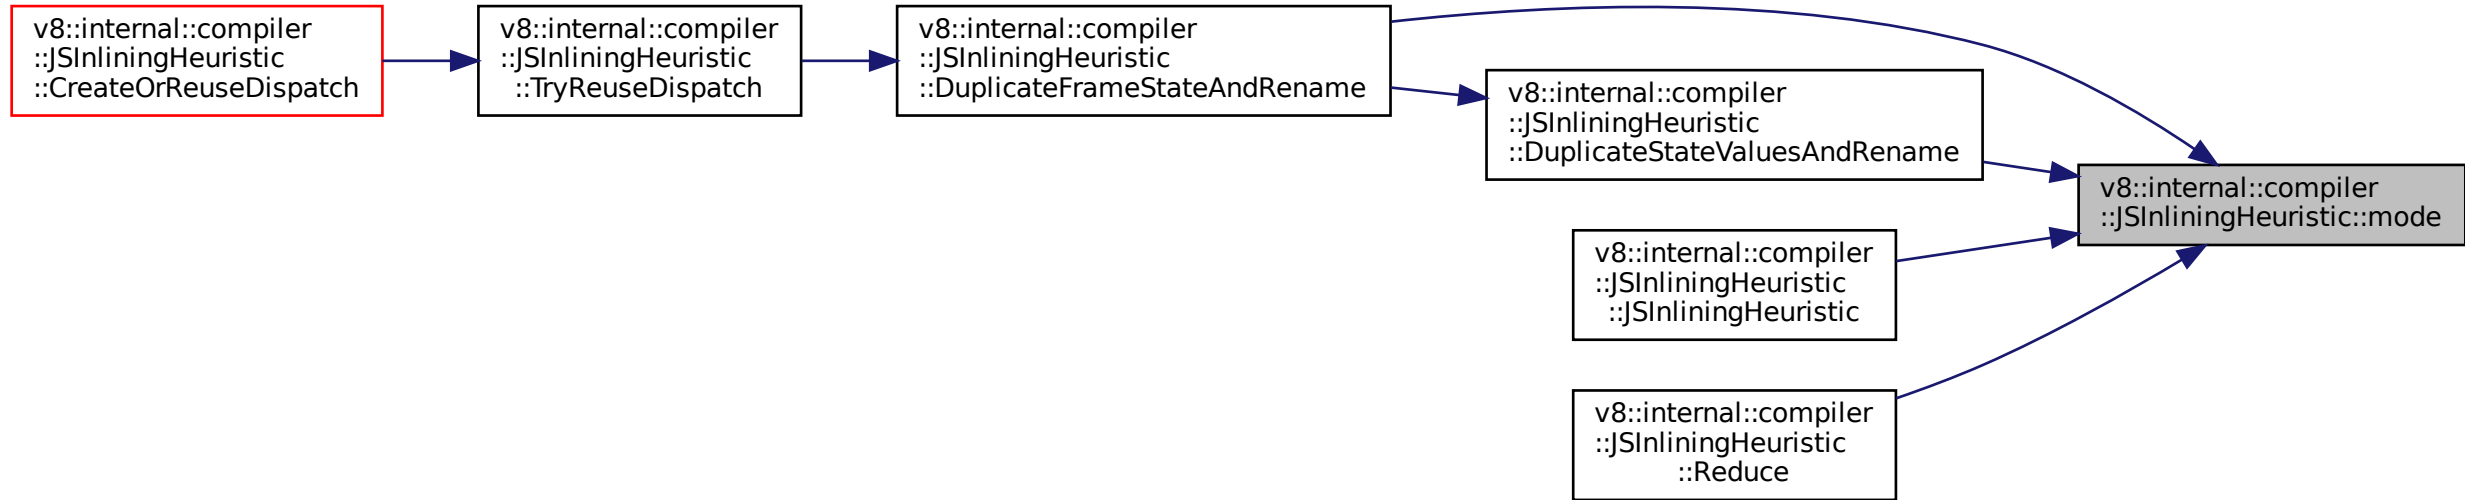 v8::internal::compiler
::JSInliningHeuristic
::CreateOrReuseDispatch
v8::internal::compiler
::JSInliningHeuristic
::TryReuseDispatch
v8::internal::compiler
::JSInliningHeuristic
::DuplicateFrameStateAndRename
v8::internal::compiler
::JSInliningHeuristic
::DuplicateStateValuesAndRename
v8::internal::compiler
::JSInliningHeuristic::mode
v8::internal::compiler
::JSInliningHeuristic
::JSInliningHeuristic
v8::internal::compiler
::JSInliningHeuristic
::Reduce